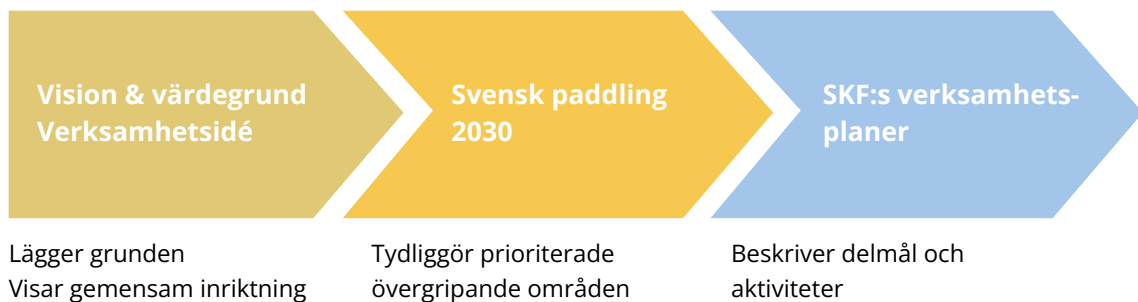 Vision & värdegrund
Verksamhetsidé
Svensk paddling
2030
SKF:s verksamhets-
planer
Lägger grunden
Visar gemensam inriktning
Tydliggör prioriterade
övergripande områden
Beskriver delmål och
aktiviteter